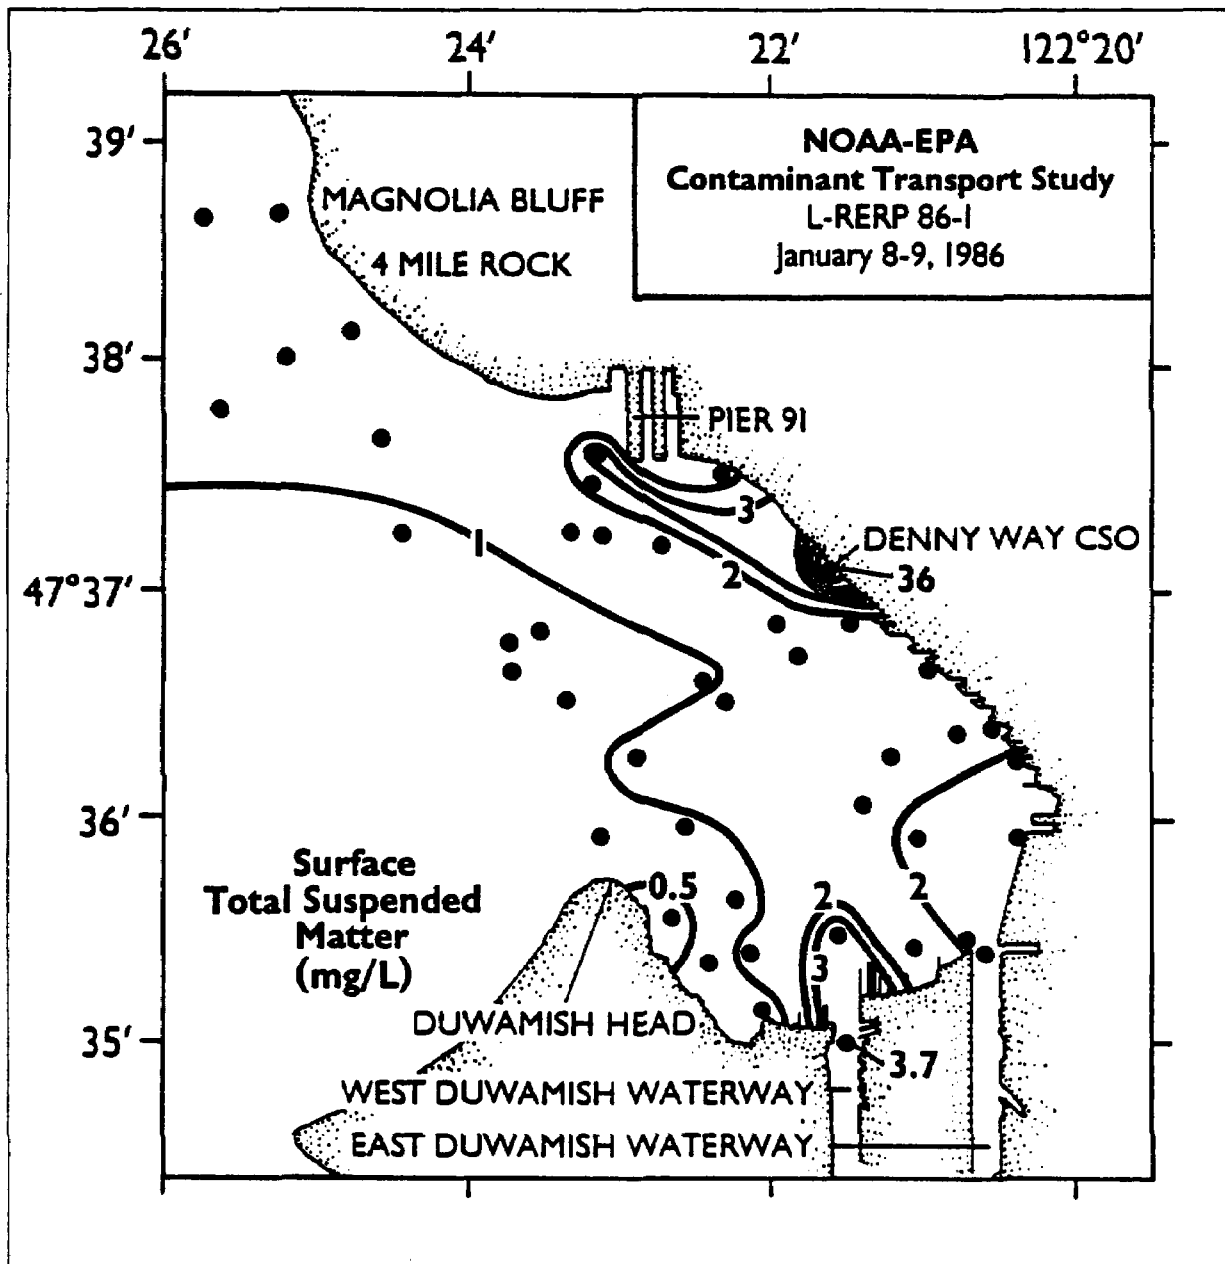 26' 24' 22' 122°20'
39'
NOAA-EPA
Contaminant Transport Study
L-RERP 86-1
January 8-9, 1986
MAGNOLIA BLUFF
4 MILE ROCK
38'
PIER 91
3
DENNY WAY CSO
36
1
2
47°37'
36'
Surface
Total Suspended
Matter
(mg/L)
0.5
2
2
3
DUWAMISH HEAD
35'
3.7
WEST DUWAMISH WATERWAY
EAST DUWAMISH WATERWAY